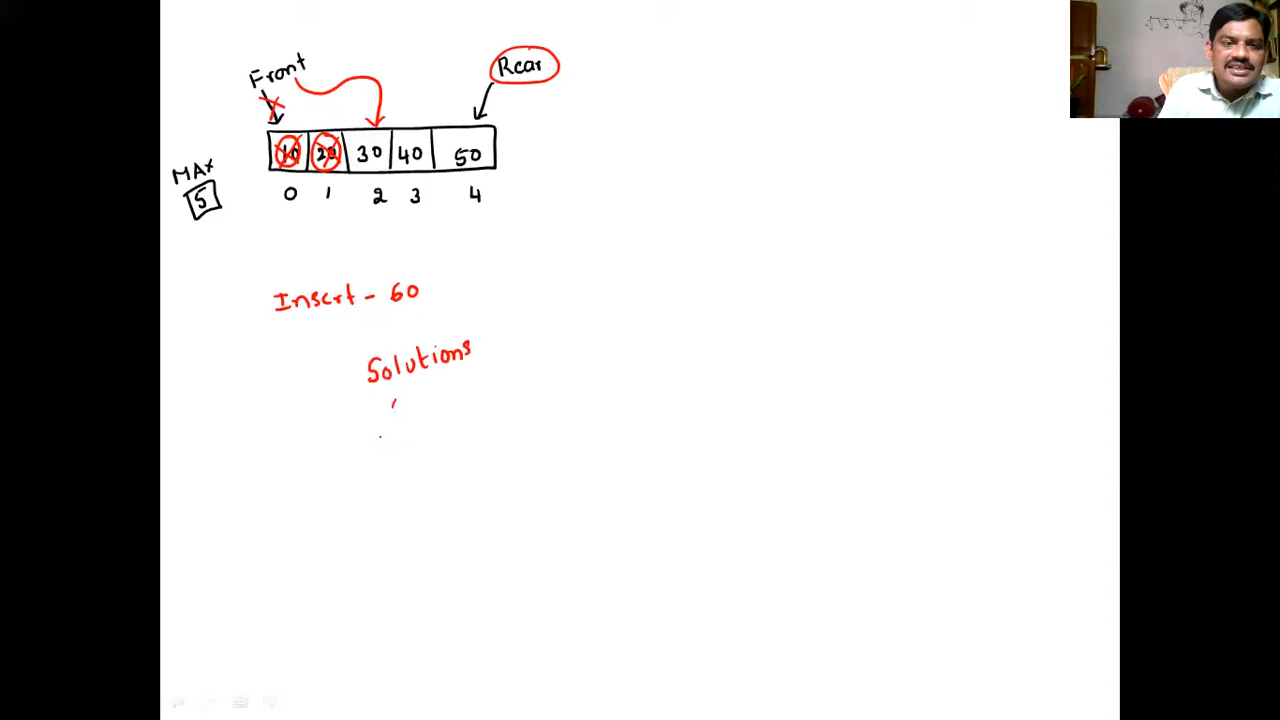 Front
Rear
10 20 30 40 50
MAX
5
0 1 2 3 4
Insert - 60
Solutions